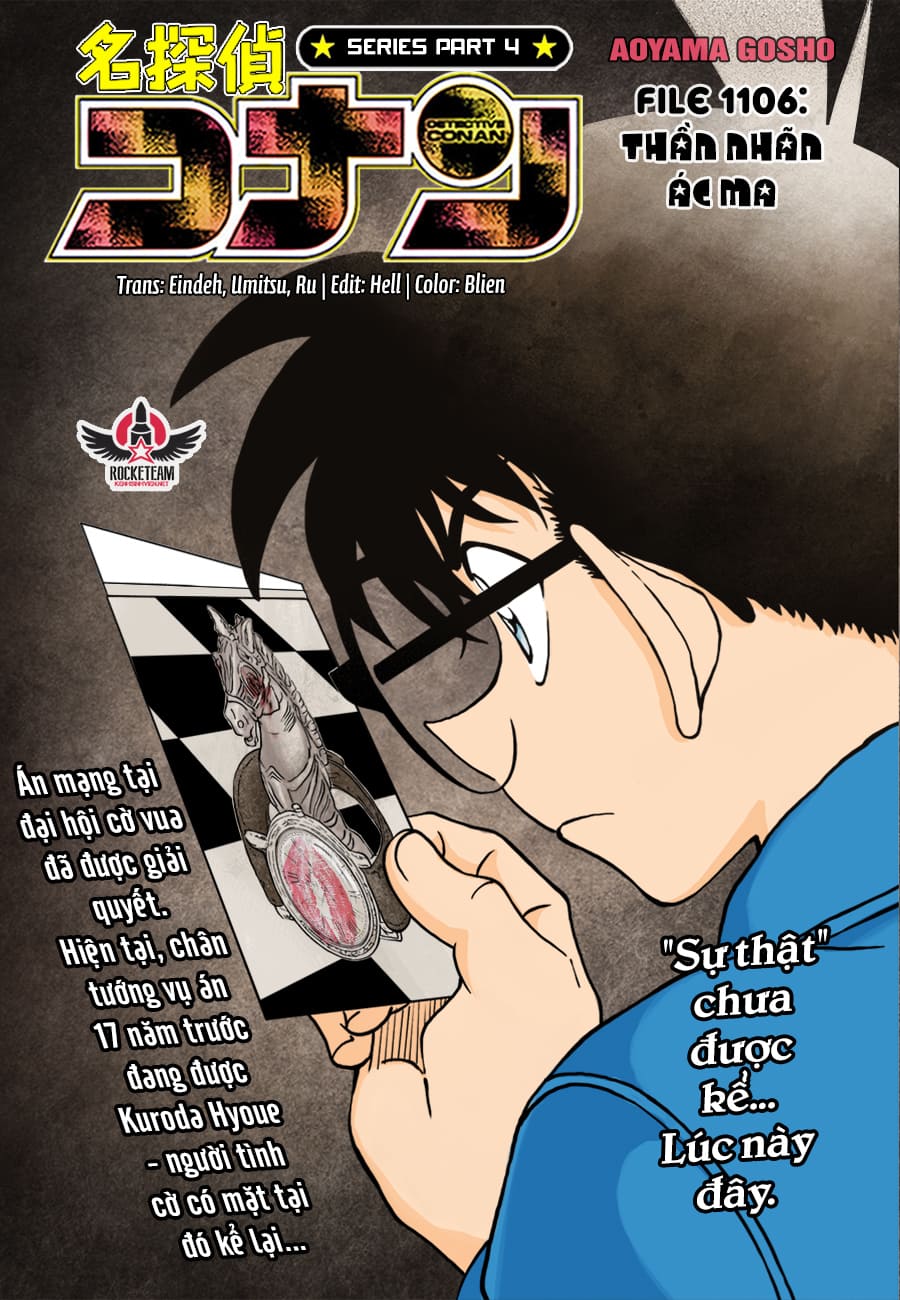 名探偵
★ SERIES PART 4 ★
コナン
DETECTIVE
CONAN
AOYAMA GOSHO
FILE 1106:
THẦN NHÃN
ÁC MA
Trans: Eindeh, Umitsu, Ru | Edit: Hell | Color: Blien
ROCKETEAM
KENHSINHVIEN.NET
Án mạng tại
đại hội cờ vua
đã được giải
quyết.
Hiện tại, chân
tướng vụ án
17 năm trước
đang được
Kuroda Hyoue
- người tình
cờ có mặt tại
đó kể lại...
"Sự thật"
chưa
được
kể...
Lúc này
đây.